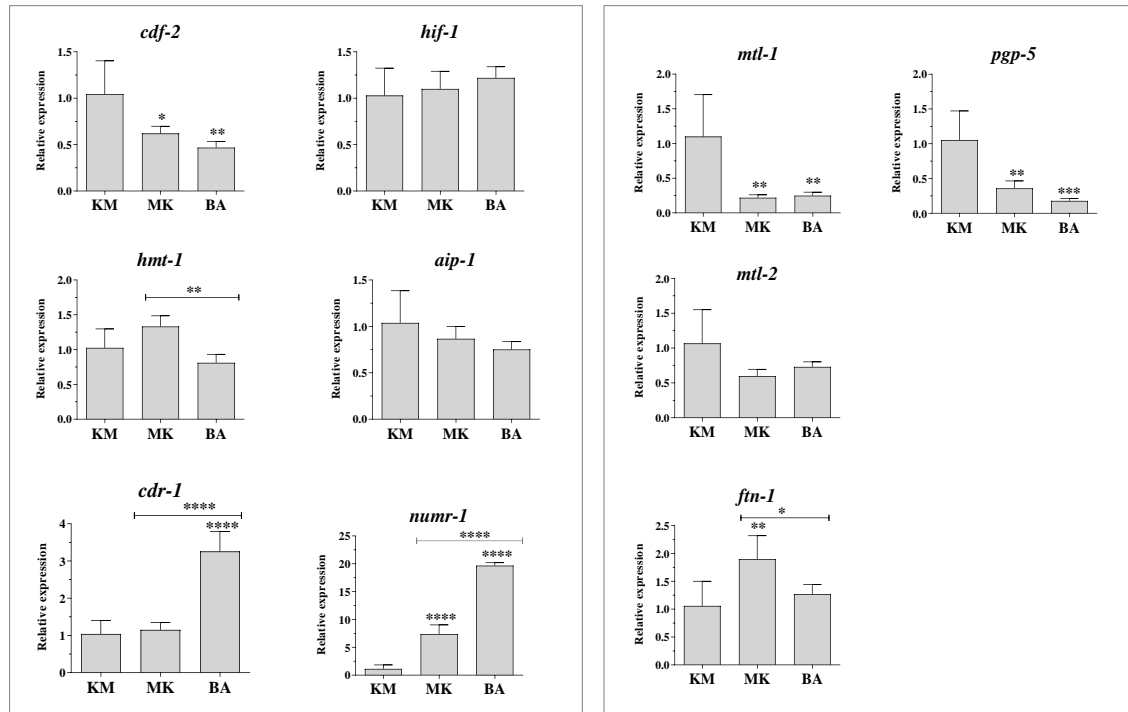 cdf-2
Relative expression
1.5
1.0
0.5
0.0
*
**
KM MK BA
hif-1
Relative expression
1.5
1.0
0.5
0.0
KM MK BA
hmt-1
Relative expression
2.0
1.5
1.0
0.5
0.0
**
KM MK BA
aip-1
Relative expression
1.5
1.0
0.5
0.0
KM MK BA
cdr-1
Relative expression
4
3
2
1
0
****
****
KM MK BA
numr-1
Relative expression
25
20
15
10
5
0
****
****
****
KM MK BA
mtl-1
Relative expression
2.0
1.5
1.0
0.5
0.0
**
**
KM MK BA
pgp-5
Relative expression
2.0
1.5
1.0
0.5
0.0
**
***
KM MK BA
mtl-2
Relative expression
2.0
1.5
1.0
0.5
0.0
KM MK BA
ftn-1
Relative expression
2.5
2.0
1.5
1.0
0.5
0.0
*
**
KM MK BA